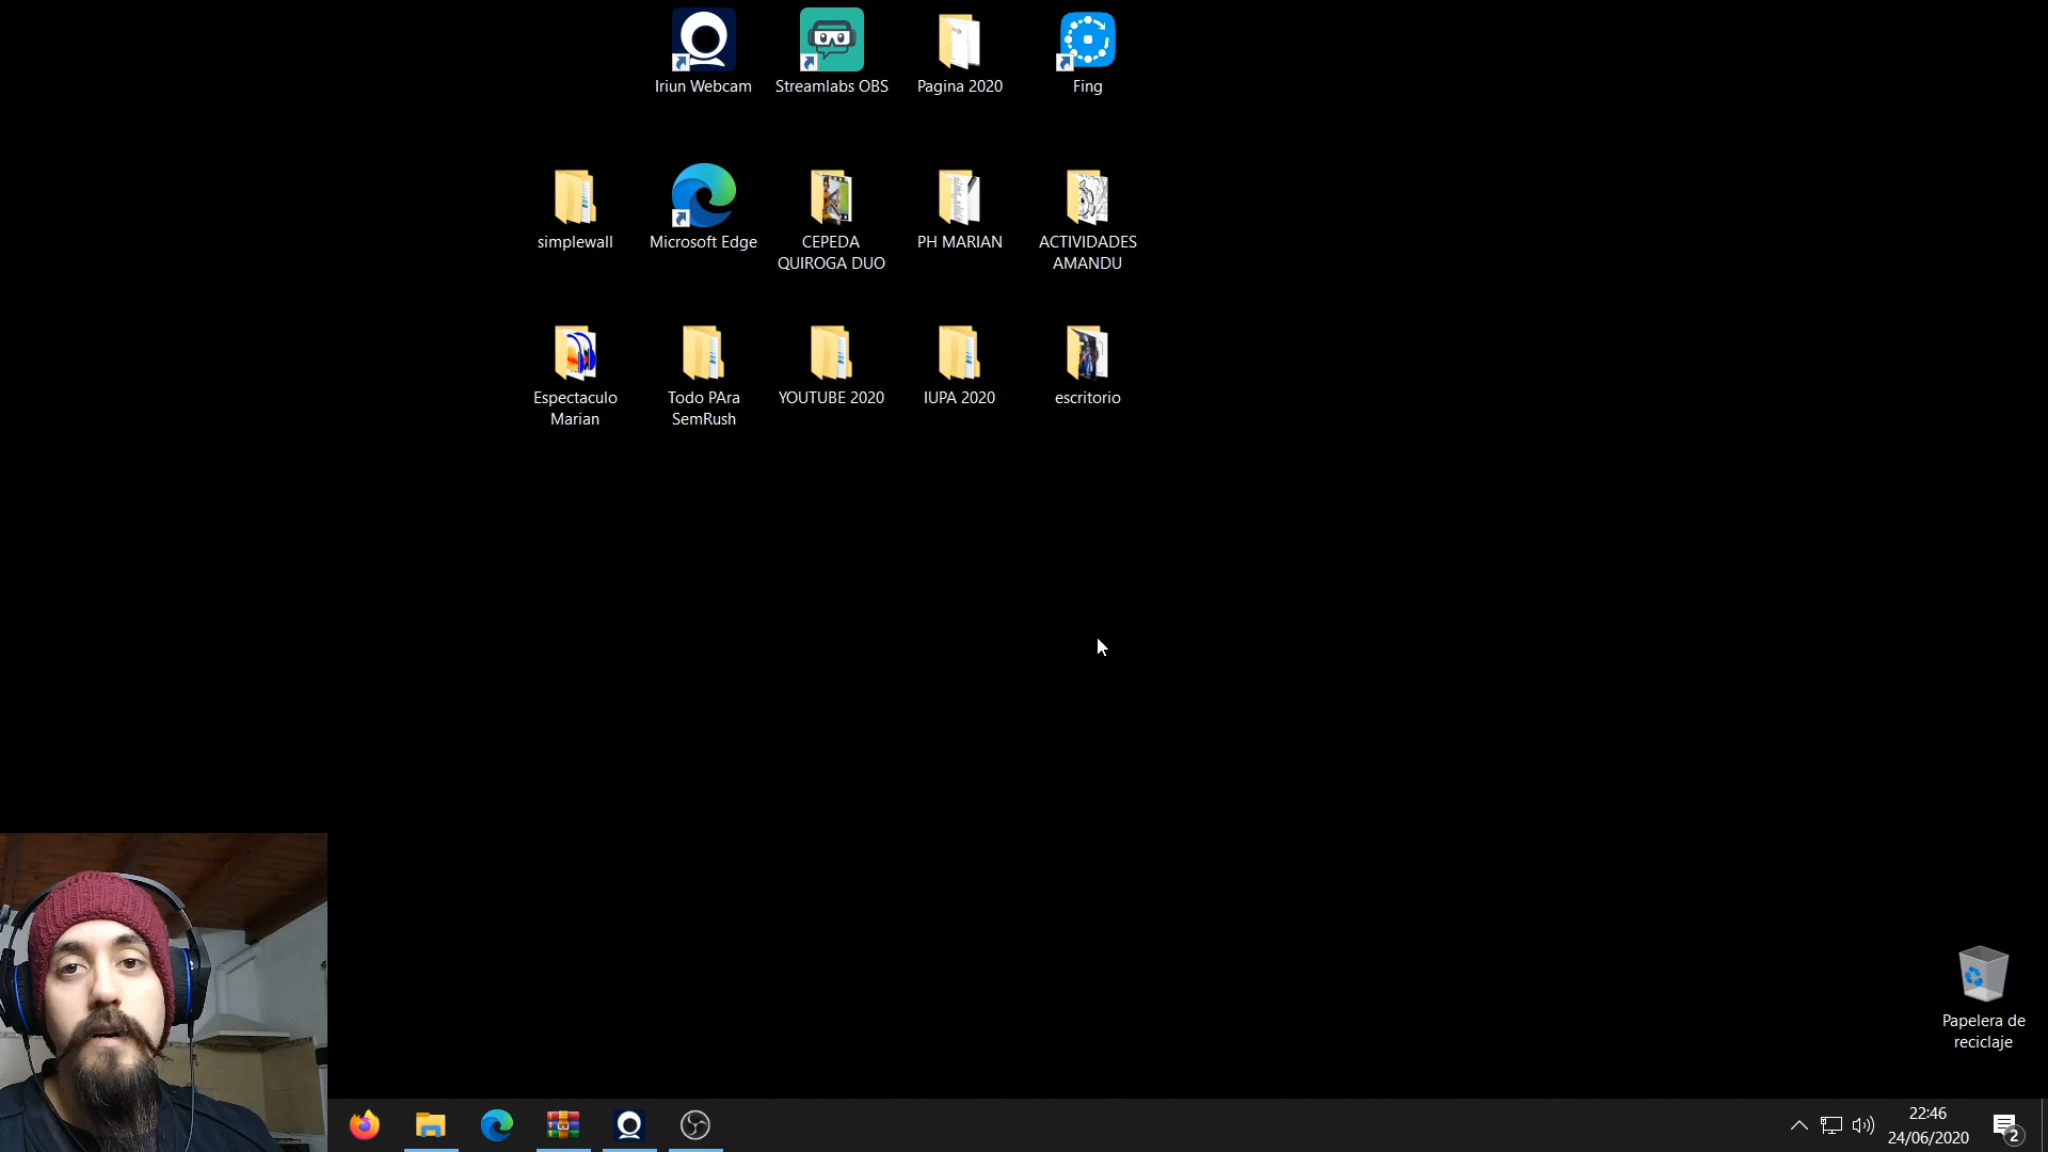 Iriun Webcam
Streamlabs OBS
Pagina 2020
Fing
simplewall
Microsoft Edge
CEPEDA
QUIROGA DUO
PH MARIAN
ACTIVIDADES
AMANDU
Espectaculo
Marian
Todo PAra
SemRush
YOUTUBE 2020
IUPA 2020
escritorio
Papelera de
reciclaje
22:46
24/06/2020
2